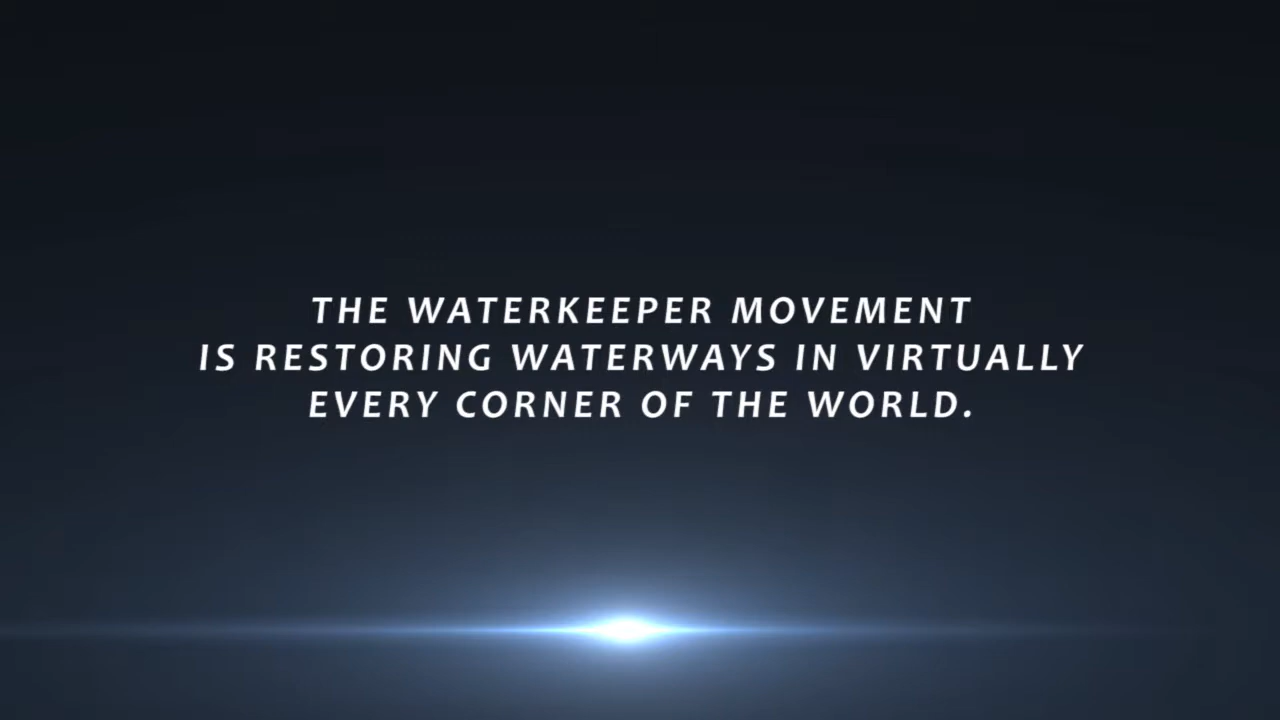 THE WATERKEEPER MOVEMENT
IS RESTORING WATERWAYS IN VIRTUALLY
EVERY CORNER OF THE WORLD.